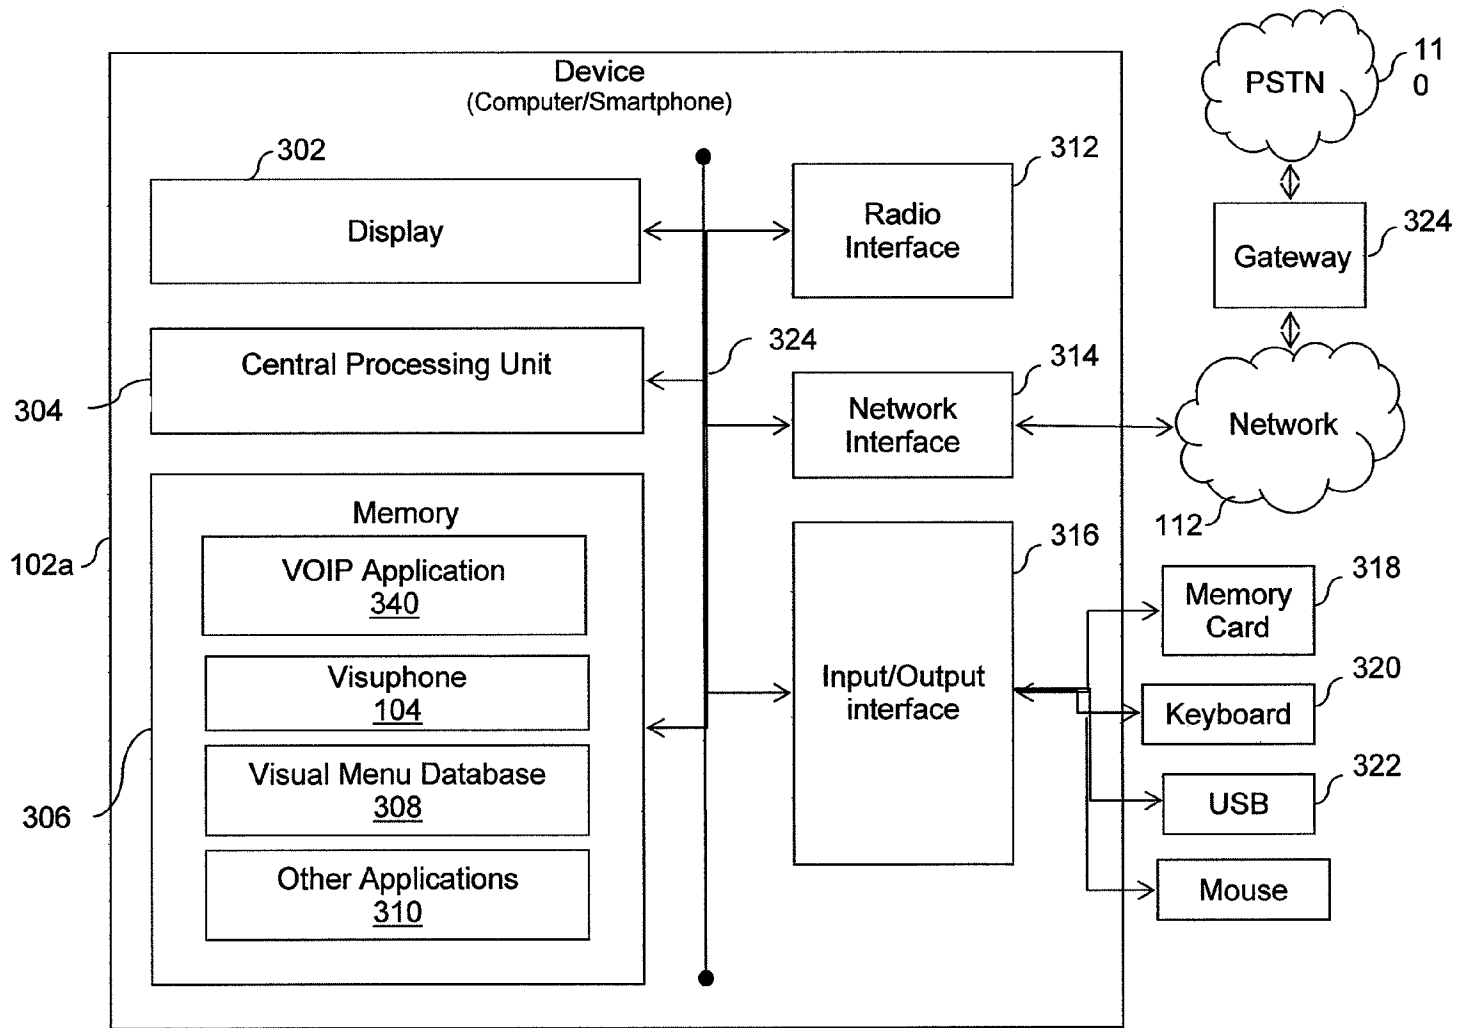 Device
(Computer/Smartphone)
PSTN
11
0
302
Display
312
Radio
Interface
Gateway
324
Central Processing Unit
304
324
314
Network
Interface
Network
112
102a
Memory
VOIP Application
340
Visuphone
104
Visual Menu Database
308
Other Applications
310
306
316
Input/Output
interface
318
Memory
Card
320
Keyboard
322
USB
Mouse